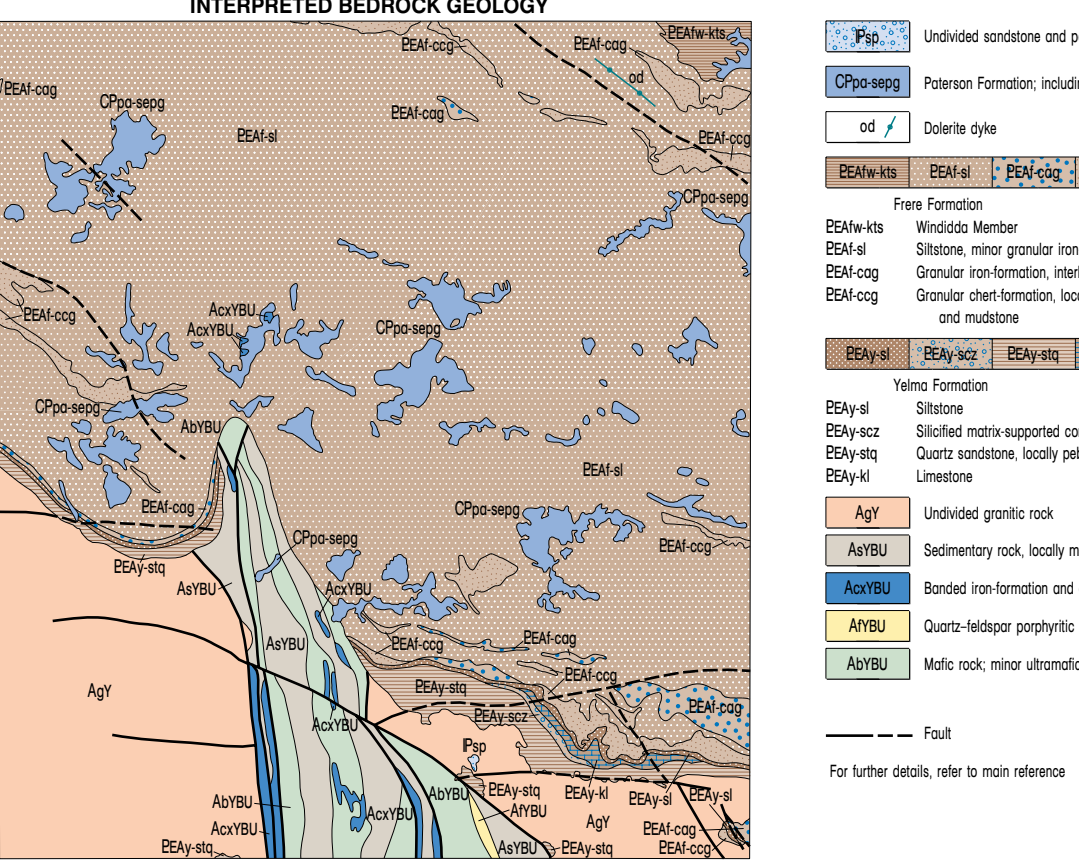 INTERPRETED BEDROCK GEOLOGY
PEAf-ccg
PEAf-cag
PEAfw-kts
od
PEAf-cag
CPpa-sepg
PEAf-cag
PEAf-sl
PEAf-ccg
CPpa-sepg
PEAf-ccg
AcxYBU
AcxYBU
CPpa-sepg
CPpa-sepg
AbYBU
PEAf-sl
PEAf-cag
CPpa-sepg
CPpa-sepg
PEAf-ccg
PEAy-stq
AsYBU
AcxYBU
AsYBU
PEAf-ccg
PEAf-cag
PEAf-ccg
AgY
PEAy-stq
PEAf-cag
PEAy-scz
AcxYBU
Psp
AbYBU
AbYBU
PEAy-stq
PEAy-kl
PEAy-sl
PEAy-sl
AfYBU
AcxYBU
AgY
AcxYBU
PEAf-cag
PEAy-stq
AsYBU
PEAy-stq
PEAf-ccg
Psp Undivided sandstone and
CPpa-sepg Paterson Formation;
od Dolerite dyke
PEAfw-kts PEAf-sl PEAf-cag
Frere Formation
PEAfw-kts Windidda Member
PEAf-sl Siltstone, minor granular
PEAf-cag Granular iron-formation,
PEAf-ccg Granular chert-formation,
and mudstone
PEAy-sl PEAy-scz PEAy-stq
Yelma Formation
PEAy-sl Siltstone
PEAy-scz Silicified matrix-supported
PEAy-stq Quartz sandstone, locally
PEAy-kl Limestone
AgY Undivided granitic rock
AsYBU Sedimentary rock, locally
AcxYBU Banded iron-formation and
AfYBU Quartz–feldspar porphyritic
AbYBU Mafic rock; minor
Fault
For further details, refer to main reference